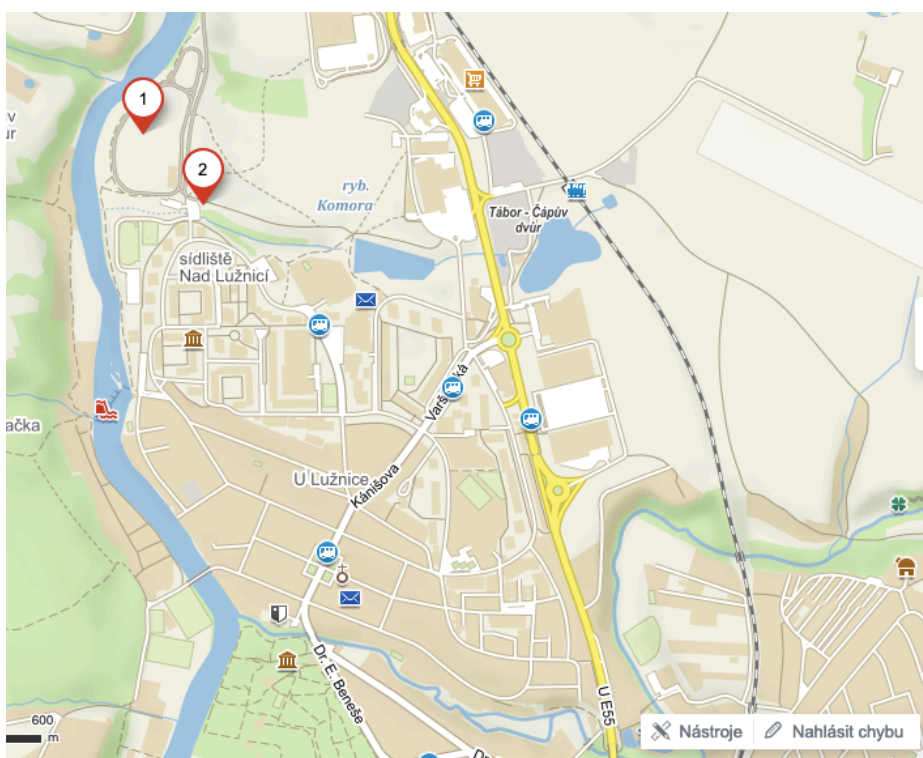 1
v
ur
2
ryb.
Komora
Tábor - Čápův
dvůr
sídliště
Nad Lužnicí
ačka
U Lužnice
Kánišova
Dr. E. Beneše
U E55
600
m
Nástroje
Nahlásit chybu